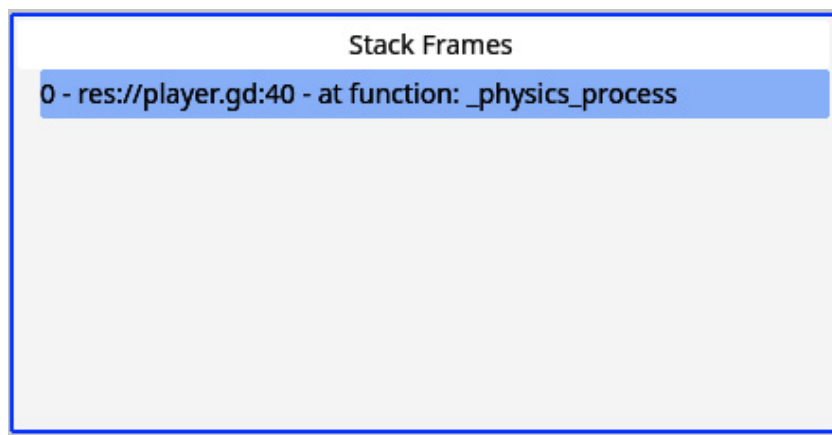 Stack Frames
0 - res://player.gd:40 - at function: _physics_process